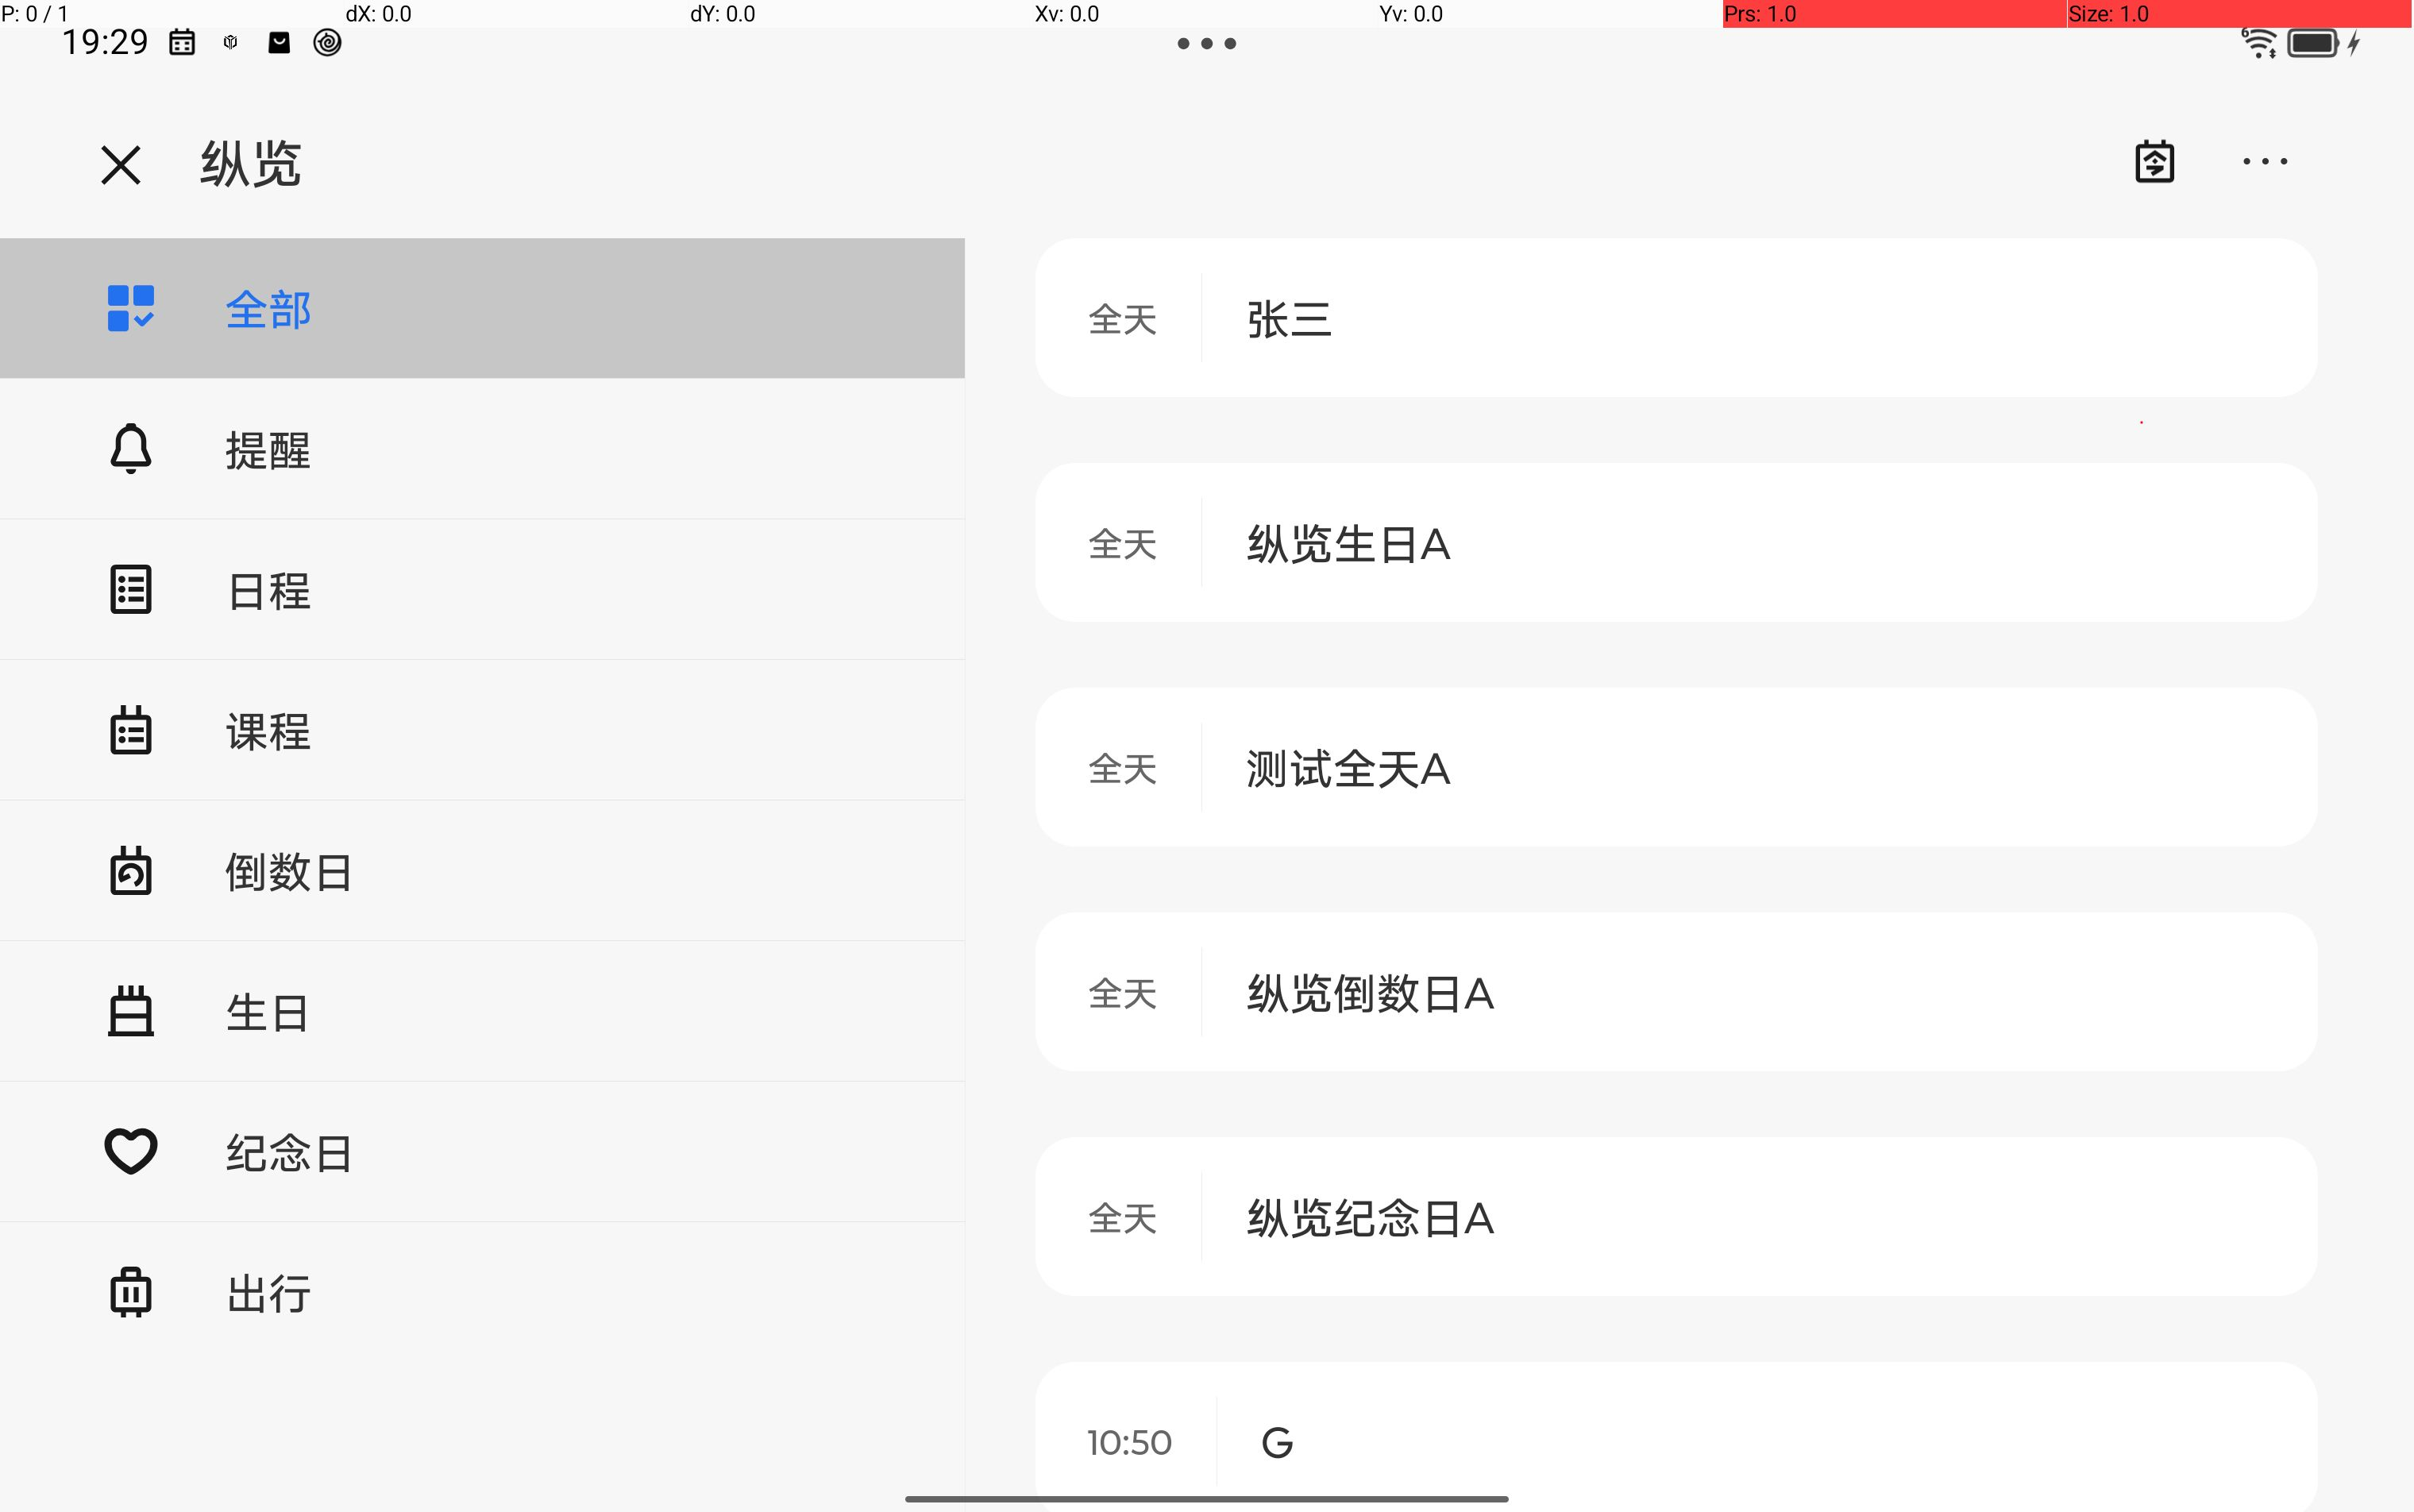 P: 0 / 1 dX: 0.0 dY: 0.0 Xv: 0.0 Yv: 0.0 Prs: 1.0 Size: 1.0
19:29 6
纵览 今
全部
提醒
日程
课程
倒数日
生日
纪念日
出行
全天 张三
全天 纵览生日A
全天 测试全天A
全天 纵览倒数日A
全天 纵览纪念日A
10:50 G